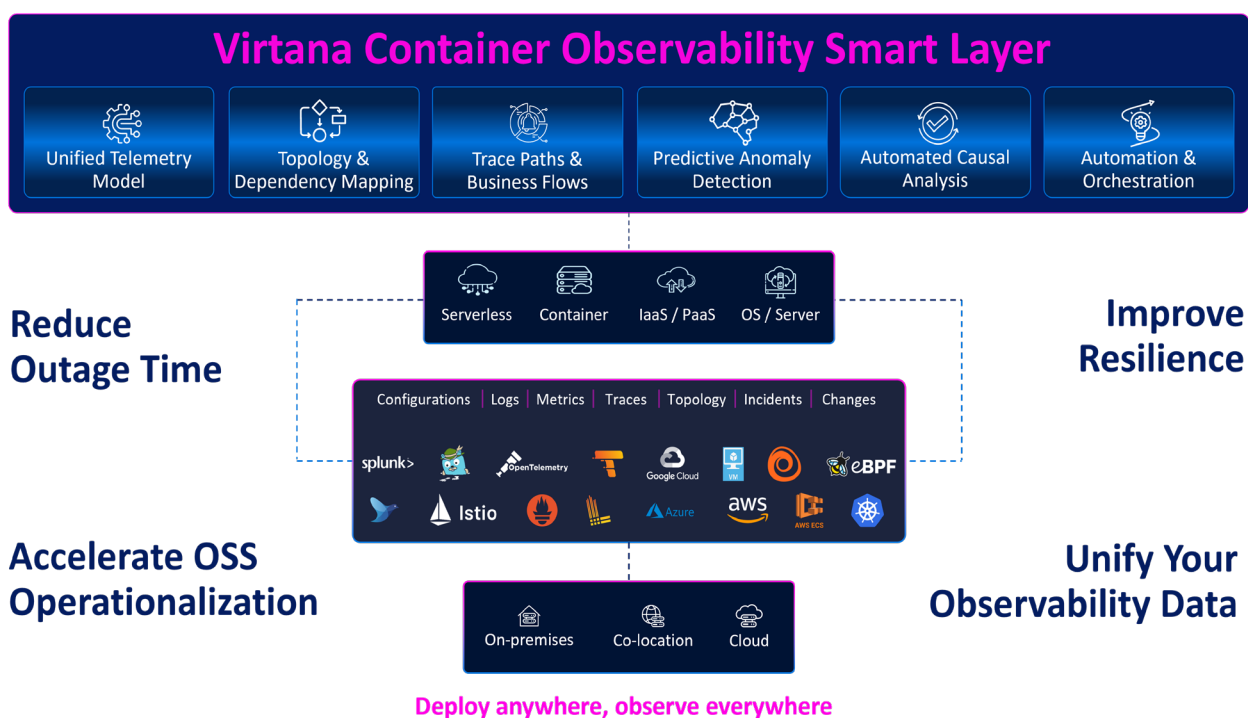 Virtana Container Observability Smart Layer
Unified Telemetry
Model
Topology &
Dependency Mapping
Trace Paths &
Business Flows
Predictive Anomaly
Detection
Automated Causal
Analysis
Automation &
Orchestration
Serverless
Container
IaaS / PaaS
OS / Server
Reduce
Outage Time
Improve
Resilience
Configurations | Logs | Metrics | Traces | Topology | Incidents | Changes
splunk>
OpenTelemetry
Google Cloud
VM
eBPF
Istio
Azure
aws
AWS ECS
Accelerate OSS
Operationalization
Unify Your
Observability Data
On-premises
Co-location
Cloud
Deploy anywhere, observe everywhere